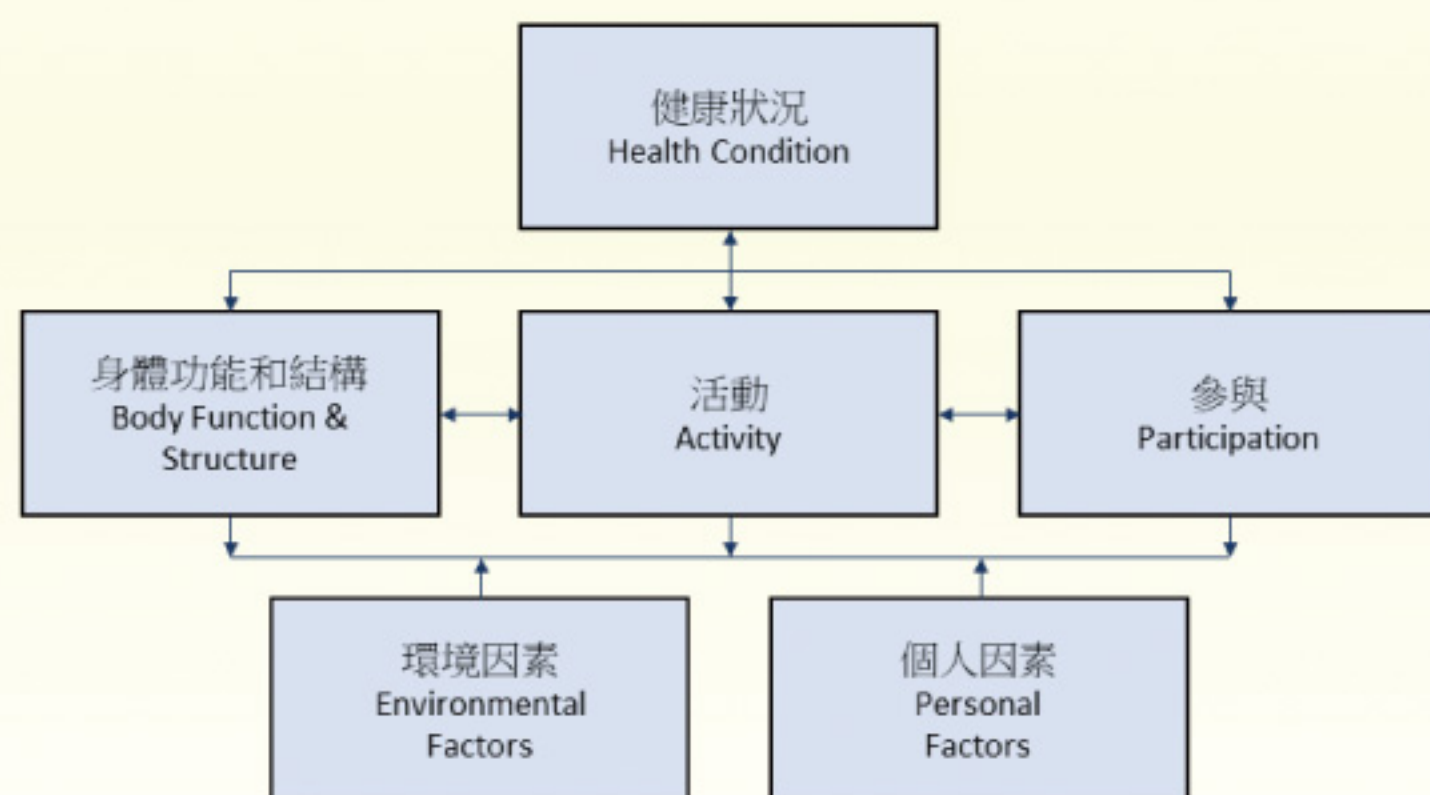 健康狀況
Health Condition
身體功能和結構
Body Function &
Structure
活動
Activity
參與
Participation
環境因素
Environmental
Factors
個人因素
Personal
Factors